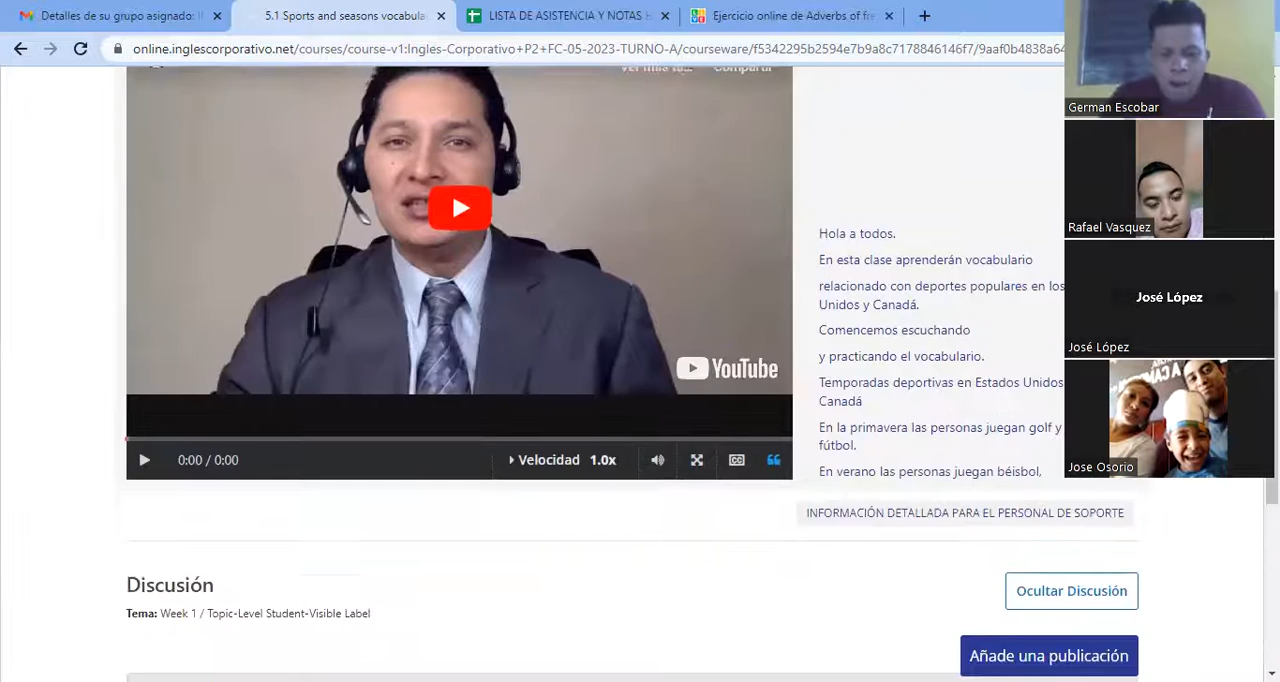 Detalles de su grupo asignado: I
5.1 Sports and seasons vocabula
LISTA DE ASISTENCIA Y NOTAS
Ejercicio online de Adverbs of fre
online.inglescorporativo.net/courses/course-v1:Ingles-Corporativo+P2+FC-05-2023-TURNO-A/courseware/f5342295b2594e7b9a8c7178846146f7/9aaf0b4838a64
Compartir
YouTube
0:00 / 0:00
Velocidad 1.0x
Hola a todos.
En esta clase aprenderán vocabulario
relacionado con deportes populares en los
Unidos y Canadá.
Comencemos escuchando
y practicando el vocabulario.
Temporadas deportivas en Estados Unidos
Canadá
En la primavera las personas juegan golf y
fútbol.
En verano las personas juegan béisbol,
INFORMACIÓN DETALLADA PARA EL PERSONAL DE SOPORTE
Discusión
Tema: Week 1 / Topic-Level Student-Visible Label
Ocultar Discusión
Añade una publicación
German Escobar
Rafael Vasquez
José López
José López
Jose Osorio